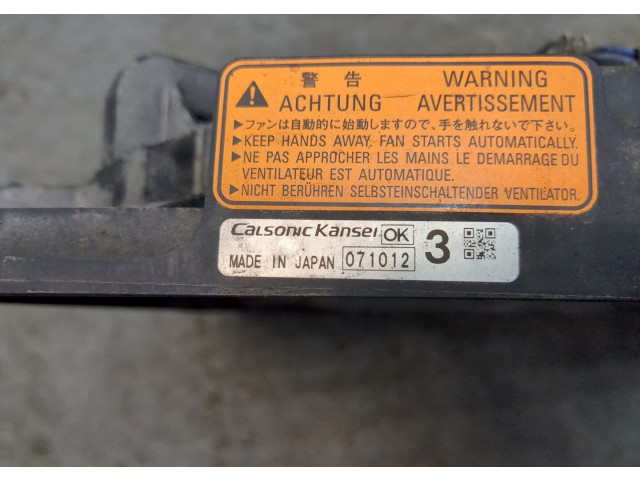 警告 WARNING
ACHTUNG AVERTISSEMENT
▶ファンは自動的に始動しますので、手を触れないで下さい。
▶KEEP HANDS AWAY. FAN STARTS AUTOMATICALLY.
▶NE PAS APPROCHER LES MAINS. LE DEMARRAGE DU
VENTILATEUR EST AUTOMATIQUE.
▶NICHT BERÜHREN SELBSTEINSCHALTENDER VENTILATOR.
CALSONIC KANSEI OK 3
MADE IN JAPAN 071012